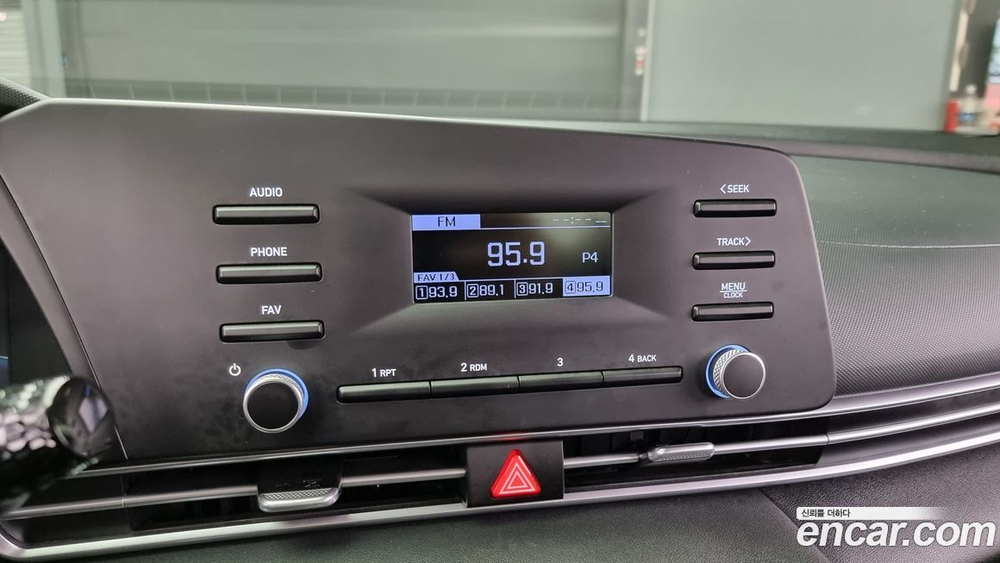 AUDIO
PHONE
FAV
FM --:-- --
95.9 P4
FAV 1/3
1 93.9 2 89.1 3 91.9 4 95.9
< SEEK
TRACK >
MENU
CLOCK
1 RPT 2 RDM 3 4 BACK
신뢰를 더하다
encar.com